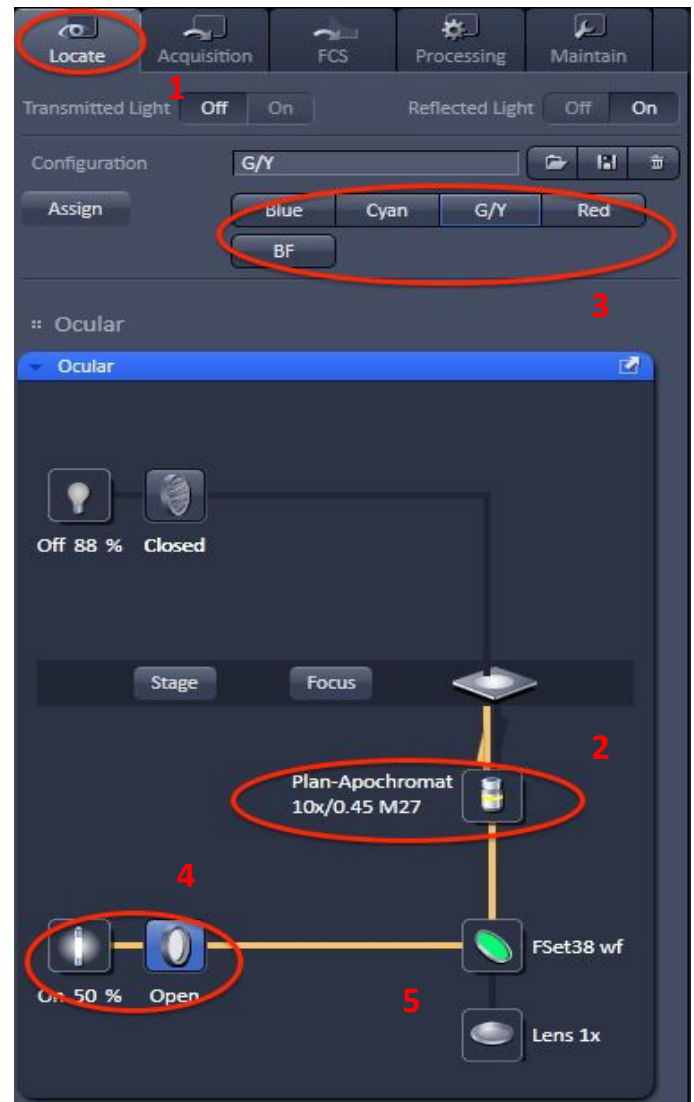 Locate Acquisition FCS Processing Maintain
1
Transmitted Light Off On Reflected Light Off On
Configuration G/Y
Assign Blue Cyan G/Y Red
BF
3
Ocular
Ocular
Off 88 % Closed
Stage Focus
2
Plan-Apochromat
10x/0.45 M27
4
FSet38 wf
On 50 % Open
5
Lens 1x